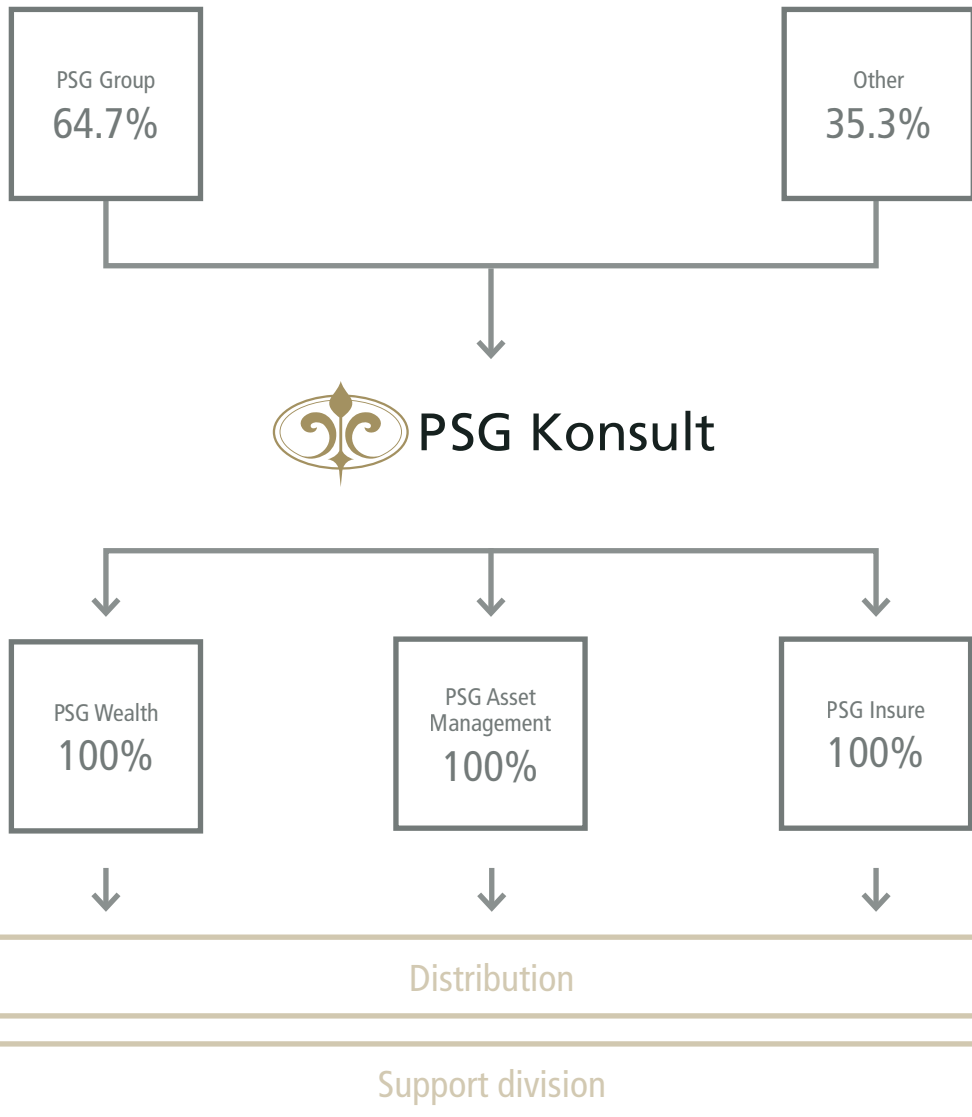 PSG Group
64.7%
Other
35.3%
PSG Konsult
PSG Wealth
100%
PSG Asset
Management
100%
PSG Insure
100%
Distribution
Support division